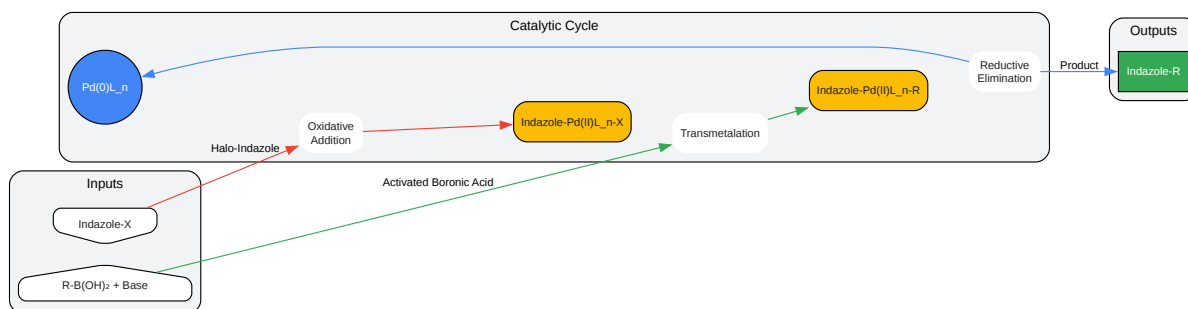 Catalytic Cycle
Pd(0)L_n
Oxidative
Addition
Indazole-Pd(II)L_n-X
Transmetalation
Indazole-Pd(II)L_n-R
Reductive
Elimination
Product
Outputs
Indazole-R
Halo-Indazole
Activated Boronic Acid
Inputs
Indazole-X
R-B(OH)₂ + Base